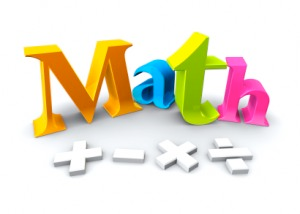 Math
+ - × ÷